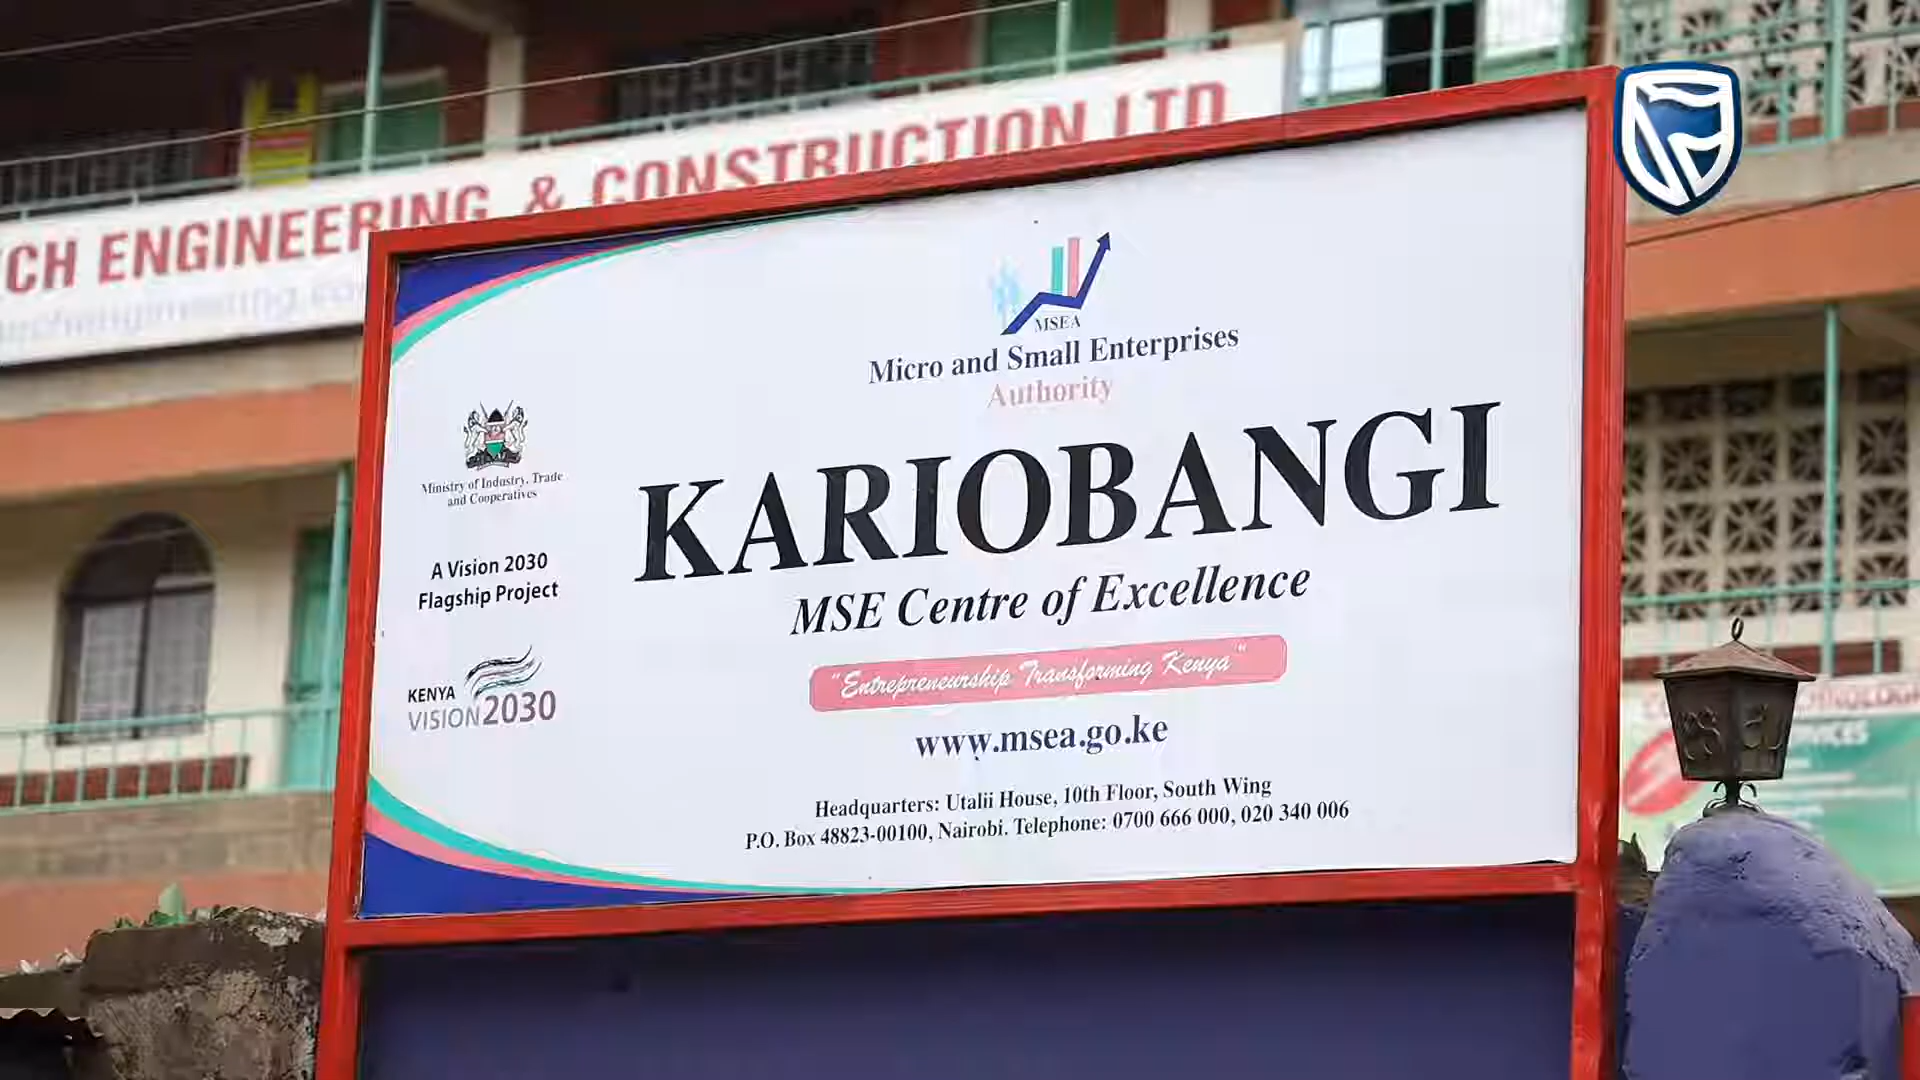 CH ENGINEERING & CONSTRUCTION LTD
MSEA
Micro and Small Enterprises
Authority
Ministry of Industry, Trade
and Cooperatives
KARIOBANGI
MSE Centre of Excellence
A Vision 2030
Flagship Project
"Entrepreneurship Transforming Kenya"
KENYA
VISION 2030
www.msea.go.ke
Headquarters: Utalii House, 10th Floor, South Wing
P.O. Box 48823-00100, Nairobi. Telephone: 0700 666 000, 020 340 006